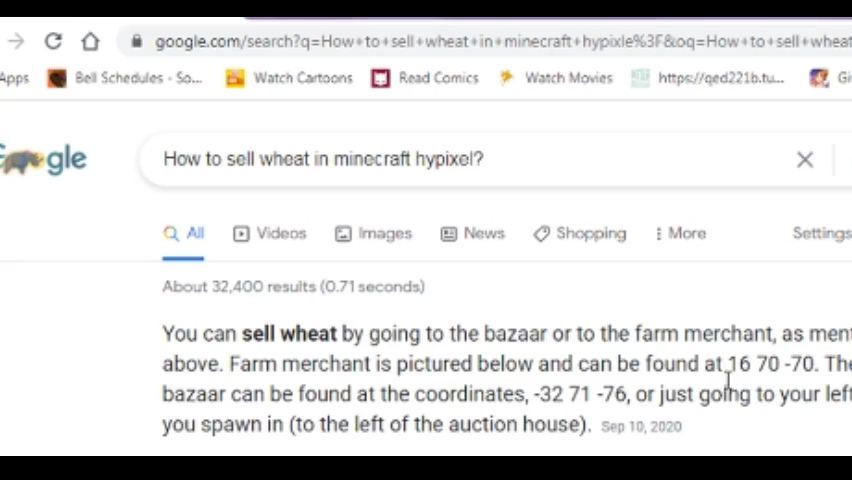 google.com/search?q=How+to+sell+wheat+in+minecraft+hypixle%3F&oq=How+to+sell+wheat
Apps Bell Schedules - So... Watch Cartoons Read Comics Watch Movies https://qed221b.tu... Gi
gle How to sell wheat in minecraft hypixel?
All Videos Images News Shopping More Settings
About 32,400 results (0.71 seconds)
You can sell wheat by going to the bazaar or to the farm merchant, as ment
above. Farm merchant is pictured below and can be found at 16 70 -70. The
bazaar can be found at the coordinates, -32 71 -76, or just going to your left
you spawn in (to the left of the auction house). Sep 10, 2020